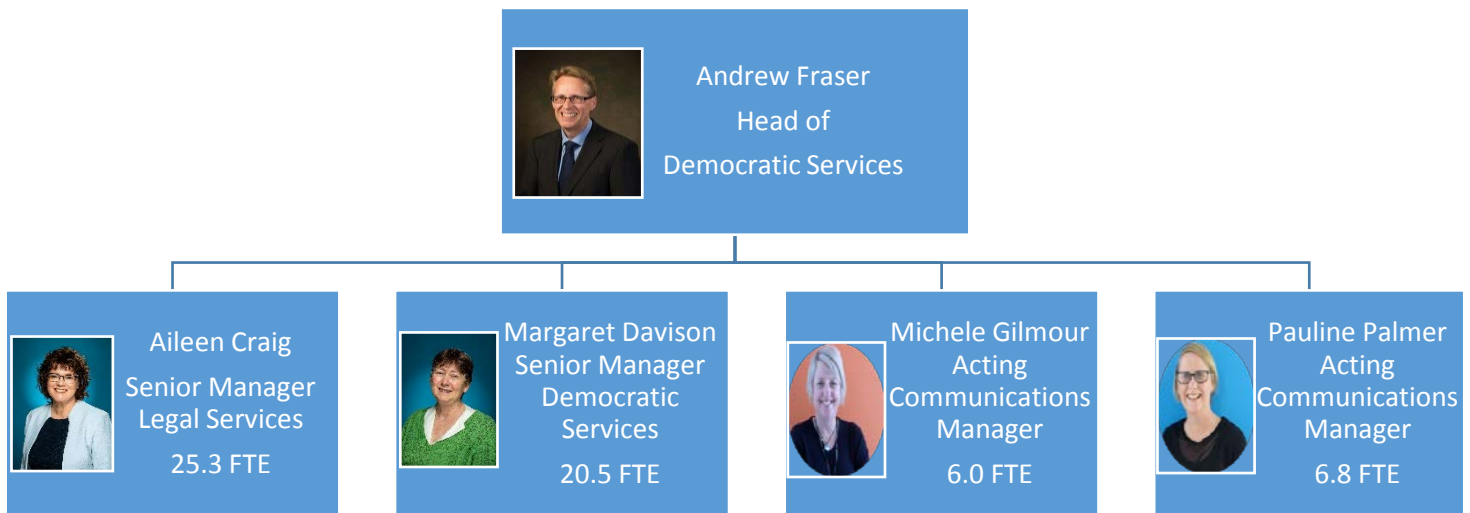 Andrew Fraser
Head of
Democratic Services
Aileen Craig
Senior Manager
Legal Services
25.3 FTE
Margaret Davison
Senior Manager
Democratic
Services
20.5 FTE
Michele Gilmour
Acting
Communications
Manager
6.0 FTE
Pauline Palmer
Acting
Communications
Manager
6.8 FTE